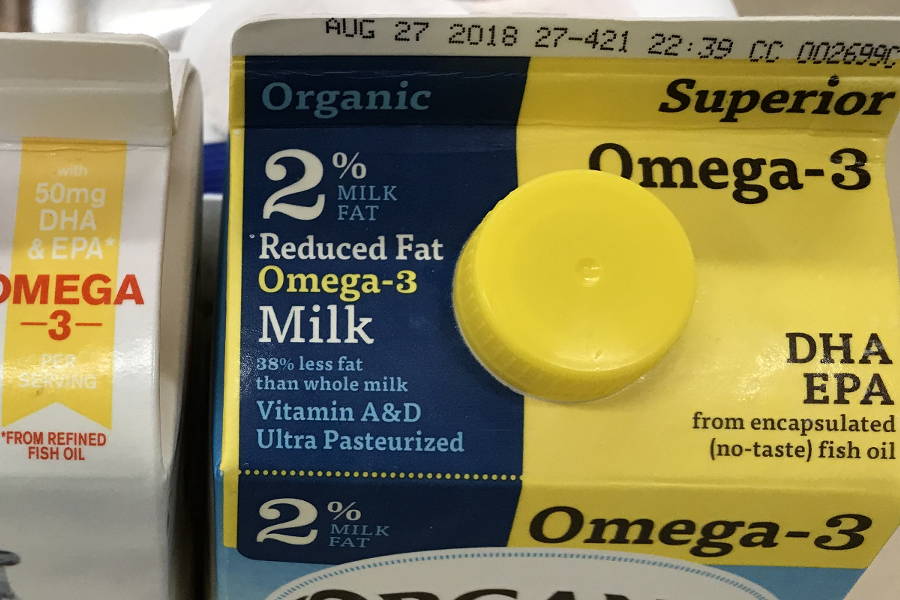 AUG 27 2018 27-421 22:39 CC 002699C
Organic
2%
MILK
FAT
Reduced Fat
Omega-3
Milk
38% less fat
than whole milk
Vitamin A&D
Ultra Pasteurized
2%
MILK
FAT
Superior
Omega-3
DHA
EPA
from encapsulated
(no-taste) fish oil
Omega-3
with
50mg
DHA
& EPA*
OMEGA
-3-
PER
SERVING
*FROM REFINED
FISH OIL